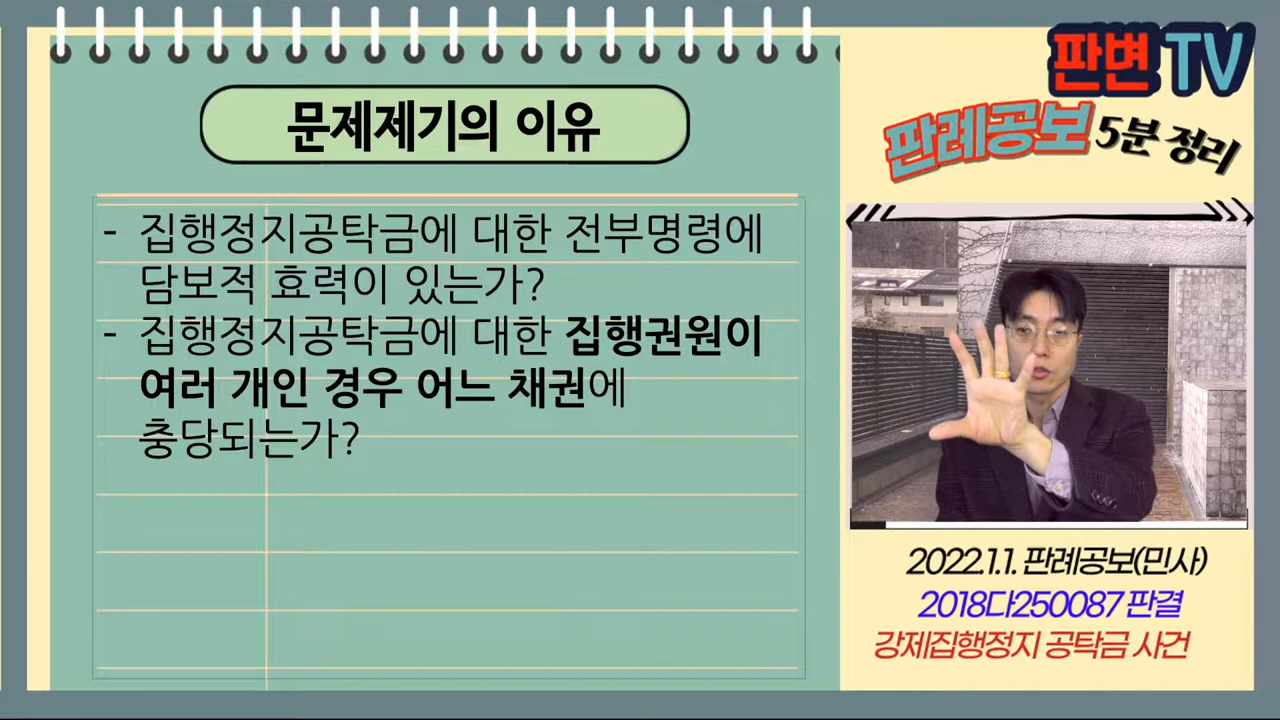 문제제기의 이유
- 집행정지공탁금에 대한 전부명령에
담보적 효력이 있는가?
- 집행정지공탁금에 대한 집행권원이
여러 개인 경우 어느 채권에
충당되는가?
판변 TV
판례공보 5분 정리
2022.1.1. 판례공보(민사)
2018다250087 판결
강제집행정지 공탁금 사건